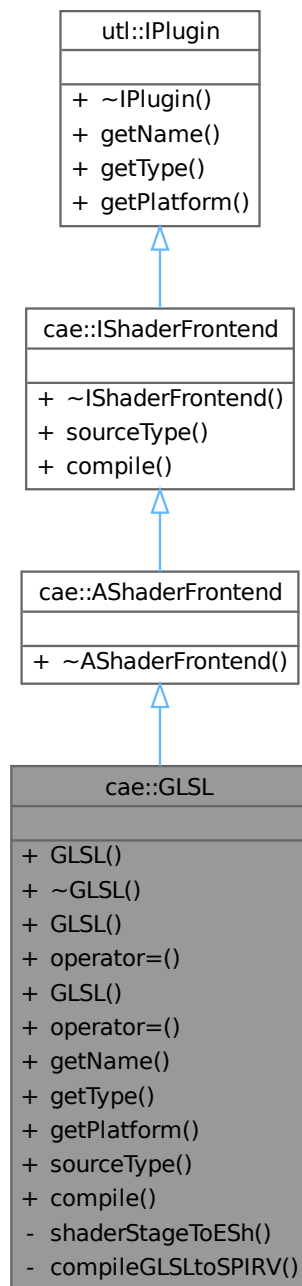 utl::IPlugin
+ ~IPlugin()
+ getName()
+ getType()
+ getPlatform()
cae::IShaderFrontend
+ ~IShaderFrontend()
+ sourceType()
+ compile()
cae::AShaderFrontend
+ ~AShaderFrontend()
cae::GLSL
+ GLSL()
+ ~GLSL()
+ GLSL()
+ operator=()
+ GLSL()
+ operator=()
+ getName()
+ getType()
+ getPlatform()
+ sourceType()
+ compile()
- shaderStageToESh()
- compileGLSLtoSPIRV()